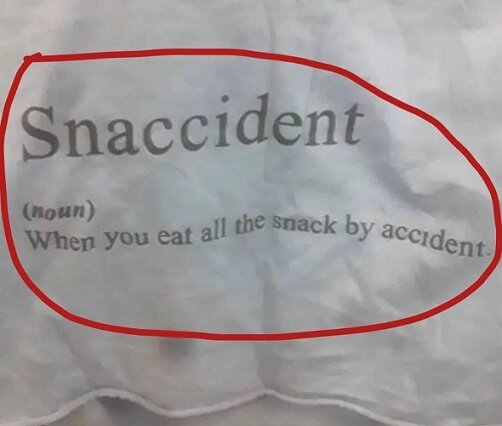 Snaccident
(noun)
When you eat all the snack by accident.